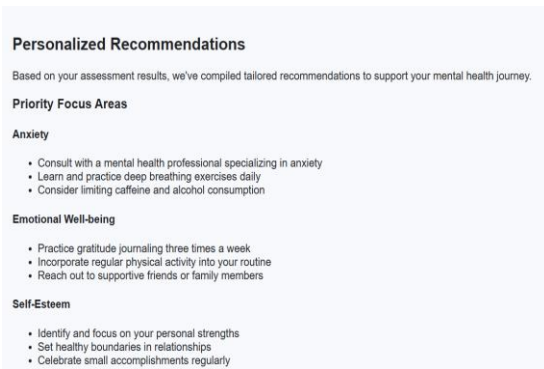 Personalized Recommendations
Based on your assessment results, we've compiled tailored recommendations to support your mental health journey.
Priority Focus Areas
Anxiety
• Consult with a mental health professional specializing in anxiety
• Learn and practice deep breathing exercises daily
• Consider limiting caffeine and alcohol consumption
Emotional Well-being
• Practice gratitude journaling three times a week
• Incorporate regular physical activity into your routine
• Reach out to supportive friends or family members
Self-Esteem
• Identify and focus on your personal strengths
• Set healthy boundaries in relationships
• Celebrate small accomplishments regularly